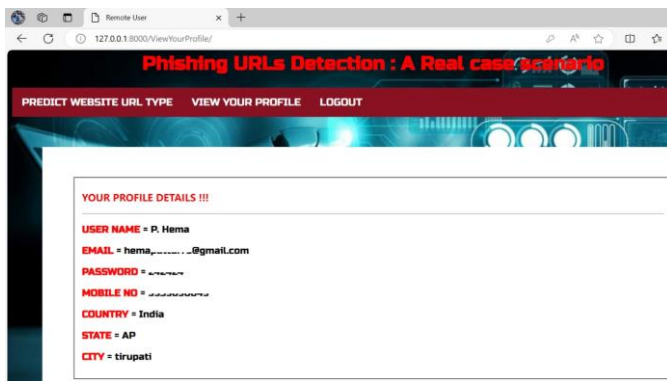 Remote User
127.0.0.1:8000/ViewYourProfile/
Phishing URLs Detection : A Real case scenario
PREDICT WEBSITE URL TYPE VIEW YOUR PROFILE LOGOUT
YOUR PROFILE DETAILS !!!
USER NAME = P. Hema
EMAIL = @gmail.com
PASSWORD =
MOBILE NO =
COUNTRY = India
STATE = AP
CITY = tirupati